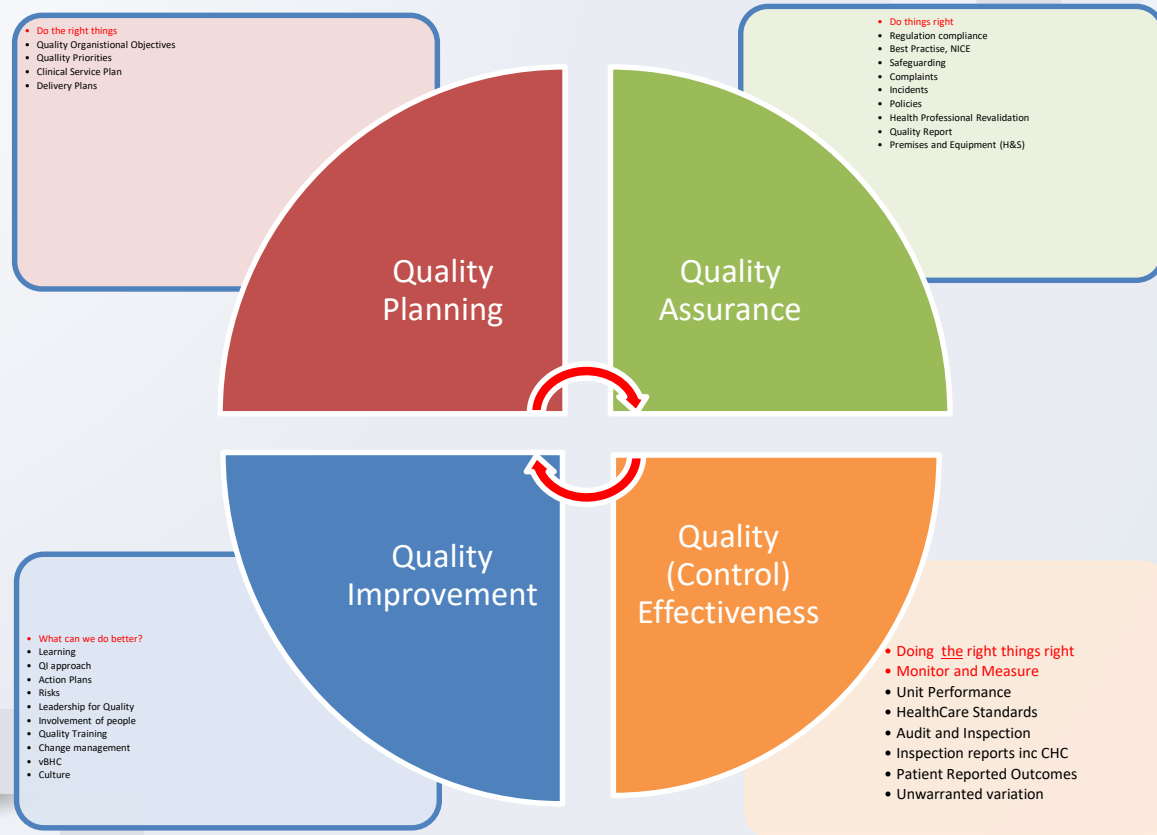 • Do the right things
• Quality Organistional Objectives
• Quallity Priorities
• Clinical Service Plan
• Delivery Plans
• Do things right
• Regulation compliance
• Best Practise, NICE
• Safeguarding
• Complaints
• Incidents
• Policies
• Health Professional Revalidation
• Quality Report
• Premises and Equipment (H&S)
Quality
Planning
Quality
Assurance
Quality
Improvement
Quality
(Control)
Effectiveness
• What can we do better?
• Learning
• QI approach
• Action Plans
• Risks
• Leadership for Quality
• Involvement of people
• Quality Training
• Change management
• vBHC
• Culture
• Doing the right things right
• Monitor and Measure
• Unit Performance
• HealthCare Standards
• Audit and Inspection
• Inspection reports inc CHC
• Patient Reported Outcomes
• Unwarranted variation